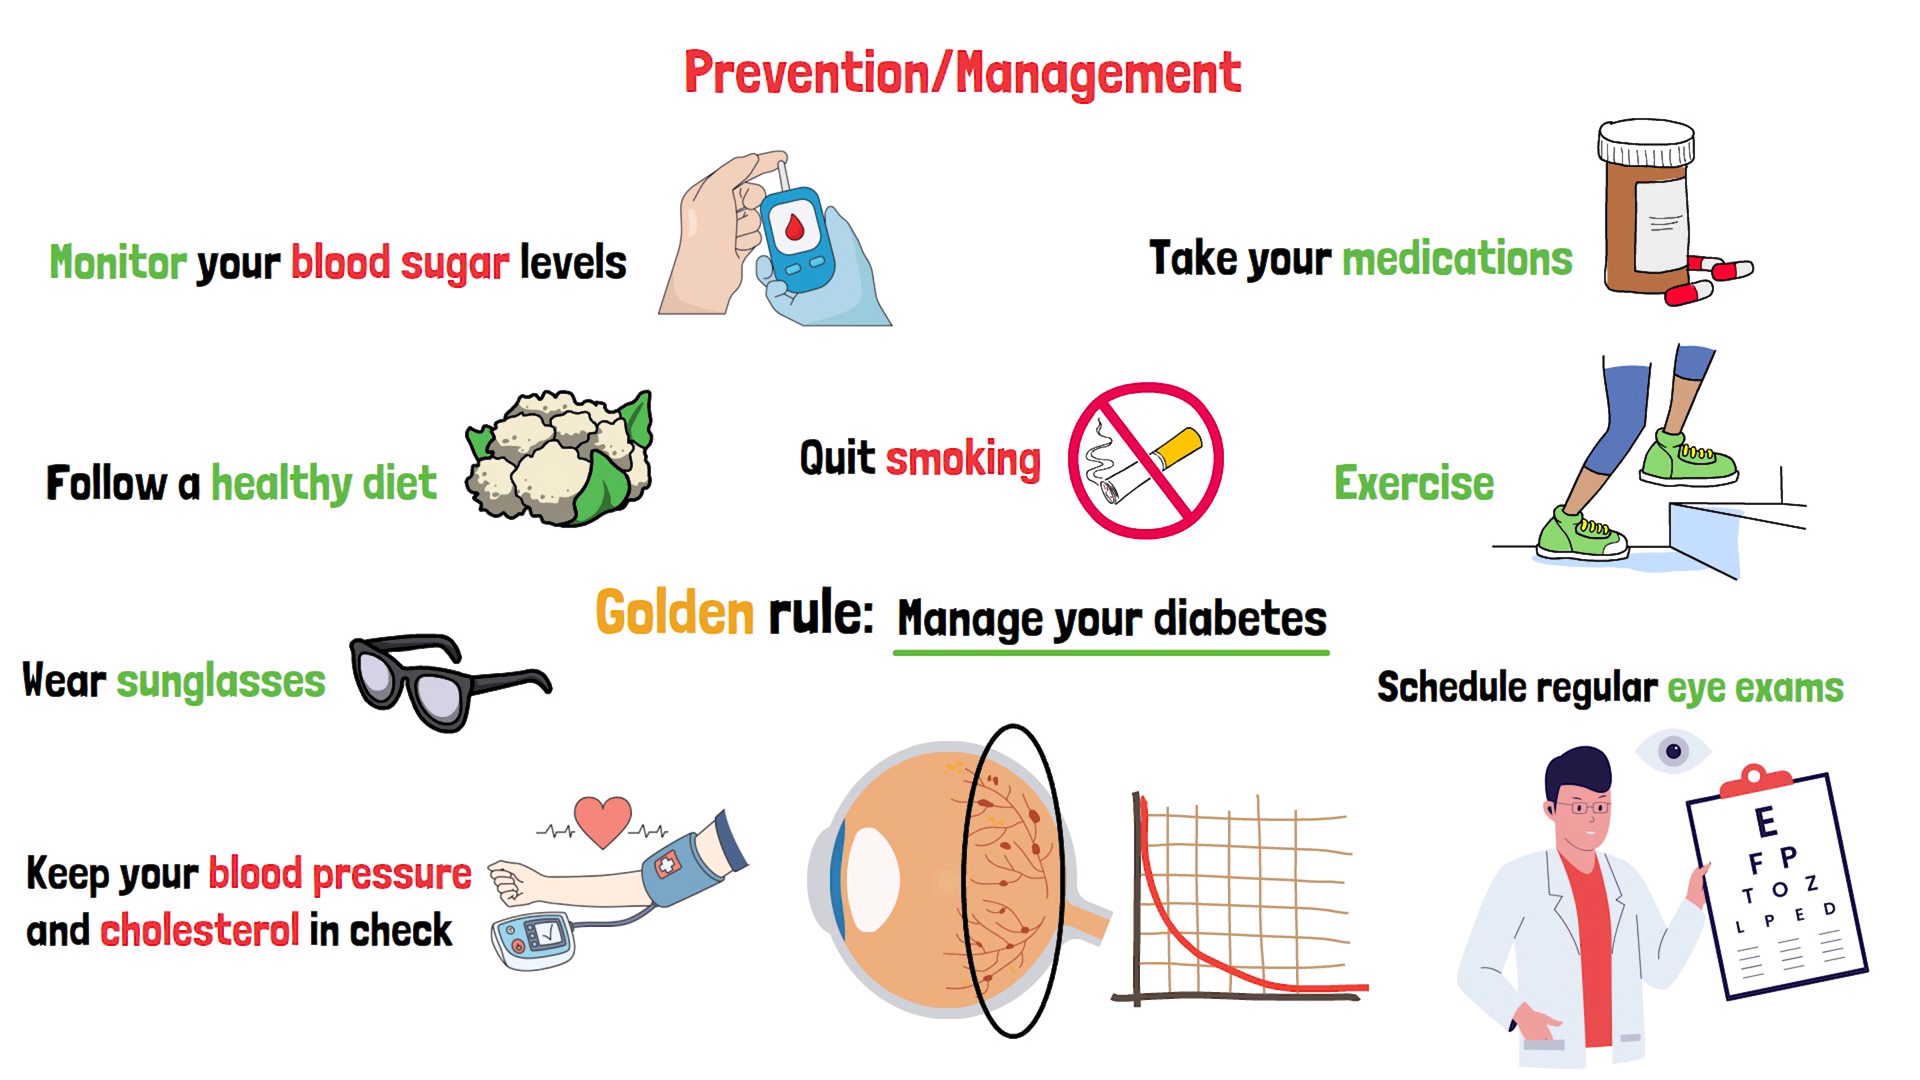 Prevention/Management
Monitor your blood sugar levels
Take your medications
Follow a healthy diet
Quit smoking
Exercise
Golden rule: Manage your diabetes
Wear sunglasses
Schedule regular eye exams
Keep your blood pressure
and cholesterol in check
E
F P
T O Z
L P E D